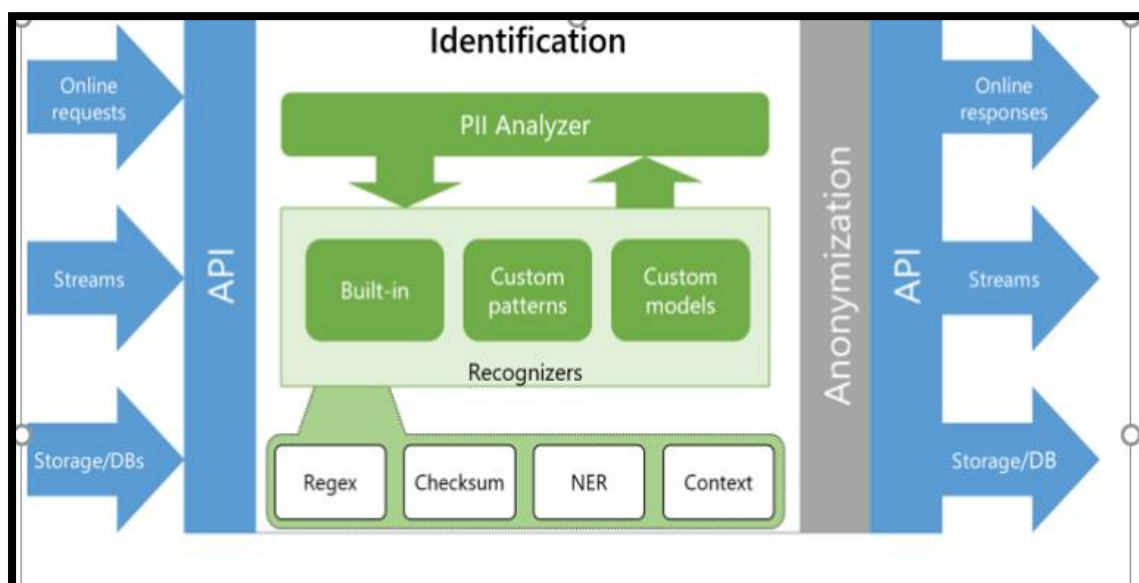 Identification
Online
requests
Streams
Storage/DBs
API
PII Analyzer
Built-in
Custom
patterns
Custom
models
Recognizers
Regex
Checksum
NER
Context
Anonymization
API
Online
responses
Streams
Storage/DB